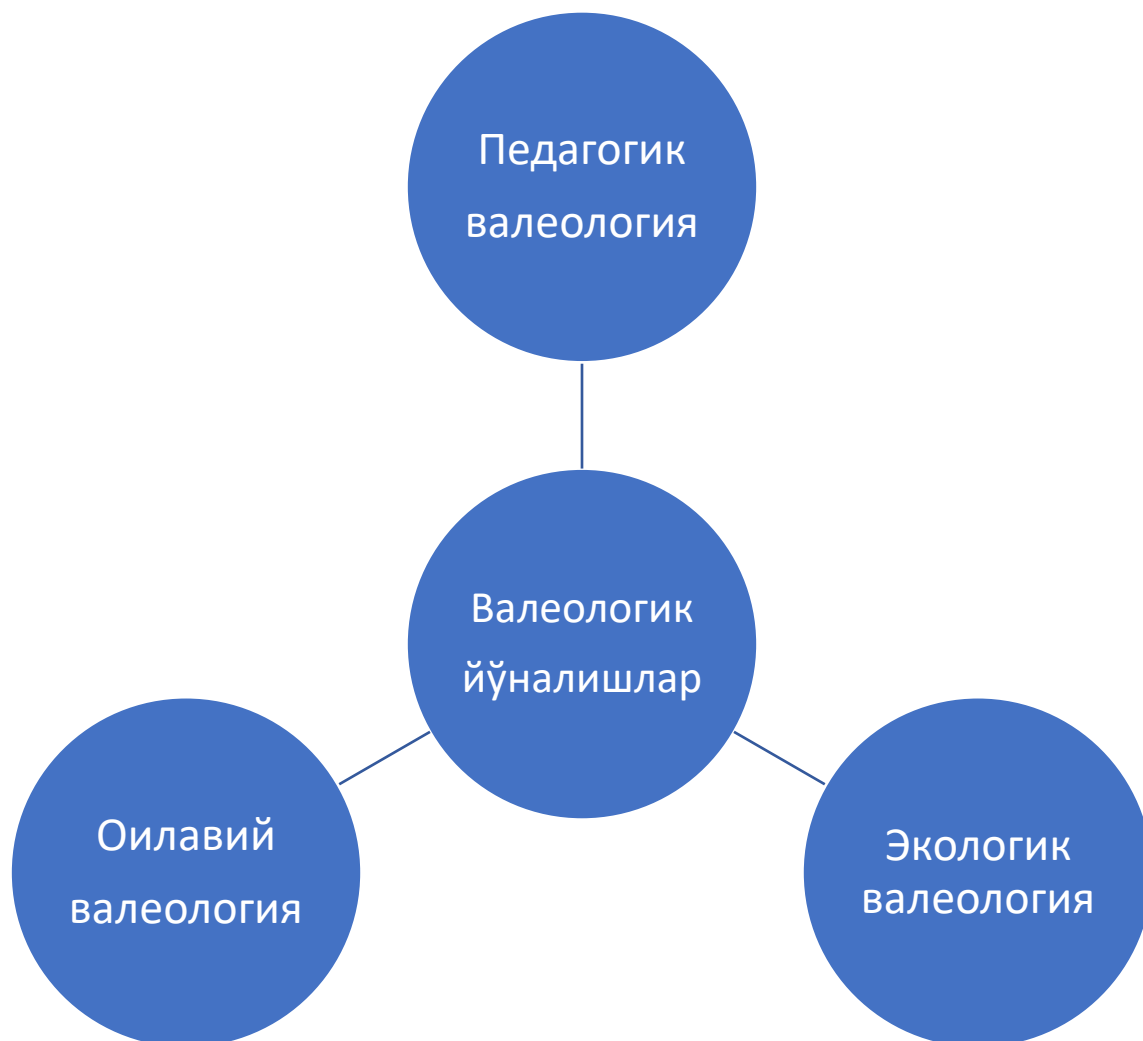 Педагогик
валеология
Валеологик
йўналишлар
Оилавий
валеология
Экологик
валеология